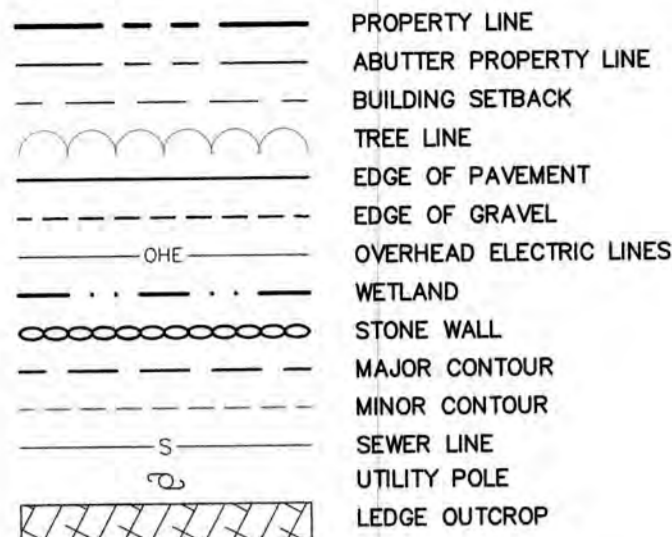 PROPERTY LINE
ABUTTER PROPERTY LINE
BUILDING SETBACK
TREE LINE
EDGE OF PAVEMENT
EDGE OF GRAVEL
OHE OVERHEAD ELECTRIC LINES
WETLAND
STONE WALL
MAJOR CONTOUR
MINOR CONTOUR
S SEWER LINE
UTILITY POLE
LEDGE OUTCROP